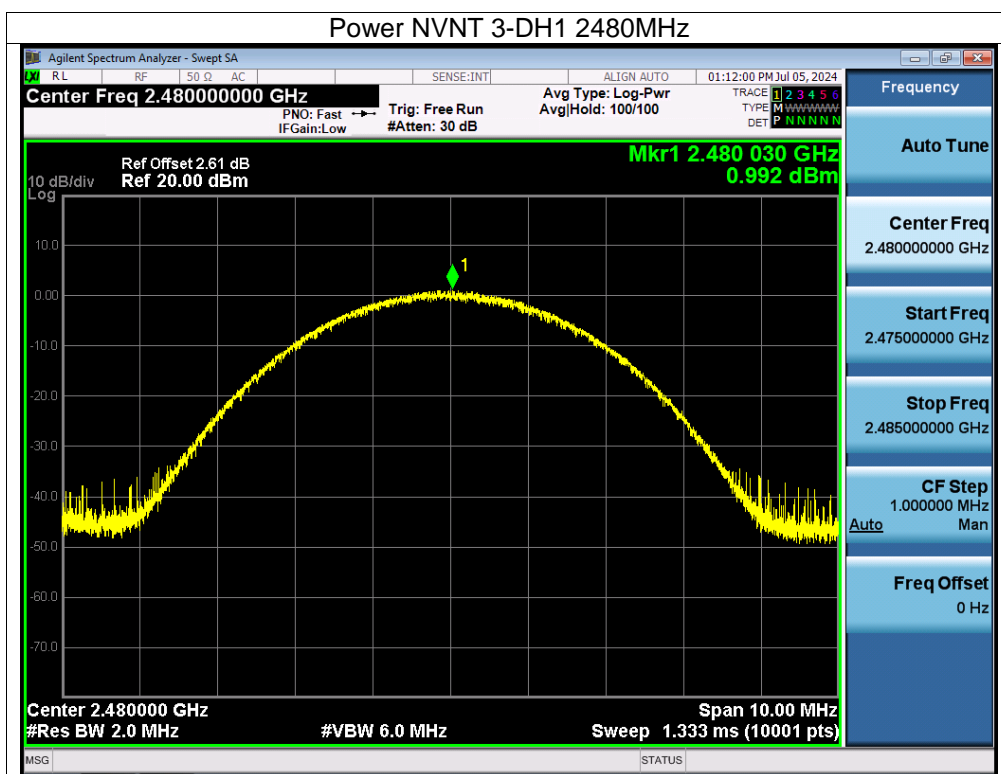 Power NVNT 3-DH1 2480MHz
Agilent Spectrum Analyzer - Swept SA
LXI RL RF 50 Ω AC SENSE:INT ALIGN AUTO 01:12:00 PM Jul 05, 2024
Center Freq 2.480000000 GHz
PNO: Fast
IFGain:Low
Trig: Free Run
#Atten: 30 dB
Avg Type: Log-Pwr
Avg|Hold: 100/100
TRACE 1 2 3 4 5 6
TYPE M WWWWW
DET P N N N N N
Mkr1 2.480 030 GHz
0.992 dBm
Ref Offset 2.61 dB
10 dB/div Ref 20.00 dBm
Log
10.0
0.00
-10.0
-20.0
-30.0
-40.0
-50.0
-60.0
-70.0
1
Center 2.480000 GHz Span 10.00 MHz
#Res BW 2.0 MHz #VBW 6.0 MHz Sweep 1.333 ms (10001 pts)
MSG STATUS
Frequency
Auto Tune
Center Freq
2.480000000 GHz
Start Freq
2.475000000 GHz
Stop Freq
2.485000000 GHz
CF Step
1.000000 MHz
Auto Man
Freq Offset
0 Hz